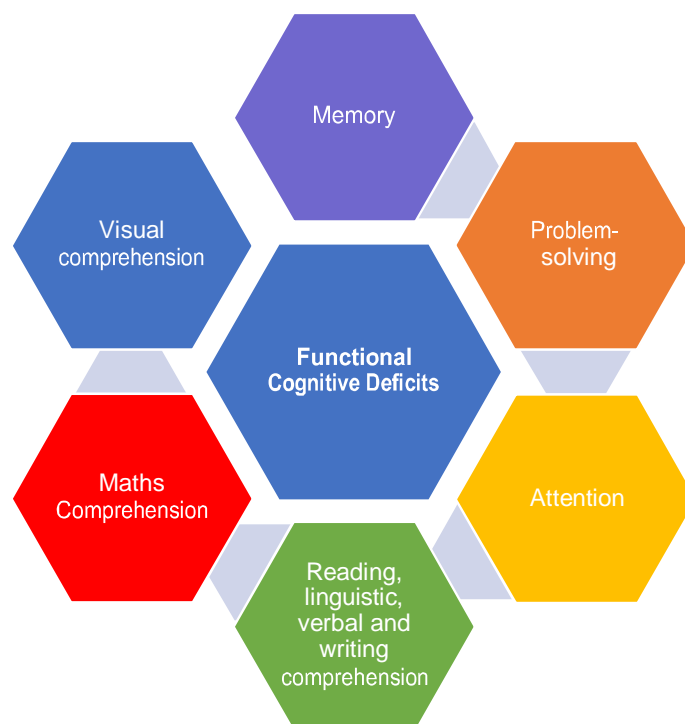 Memory
Problem-
solving
Attention
Reading,
linguistic,
verbal and
writing
comprehension
Maths
Comprehension
Visual
comprehension
Functional
Cognitive Deficits